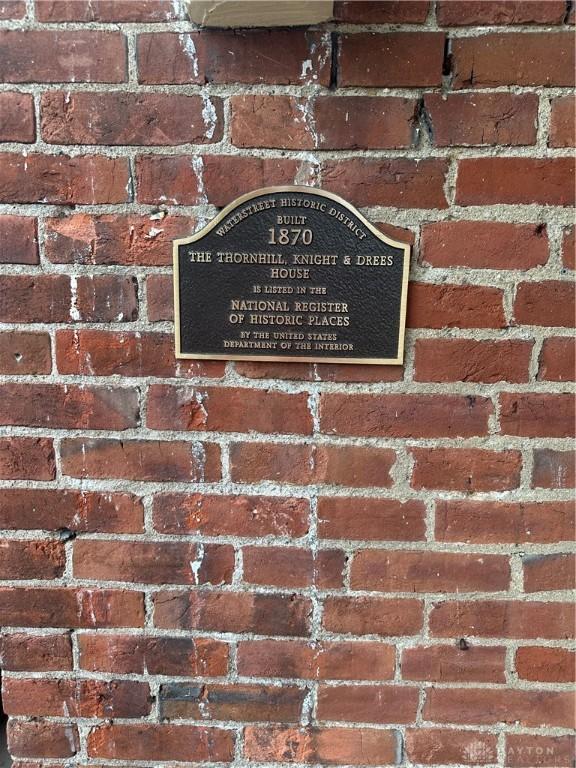 WATERSTREET HISTORIC DISTRICT
BUILT
1870
THE THORNHILL, KNIGHT & DREES
HOUSE
IS LISTED IN THE
NATIONAL REGISTER
OF HISTORIC PLACES
BY THE UNITED STATES
DEPARTMENT OF THE INTERIOR
DAYTON
REALTORS